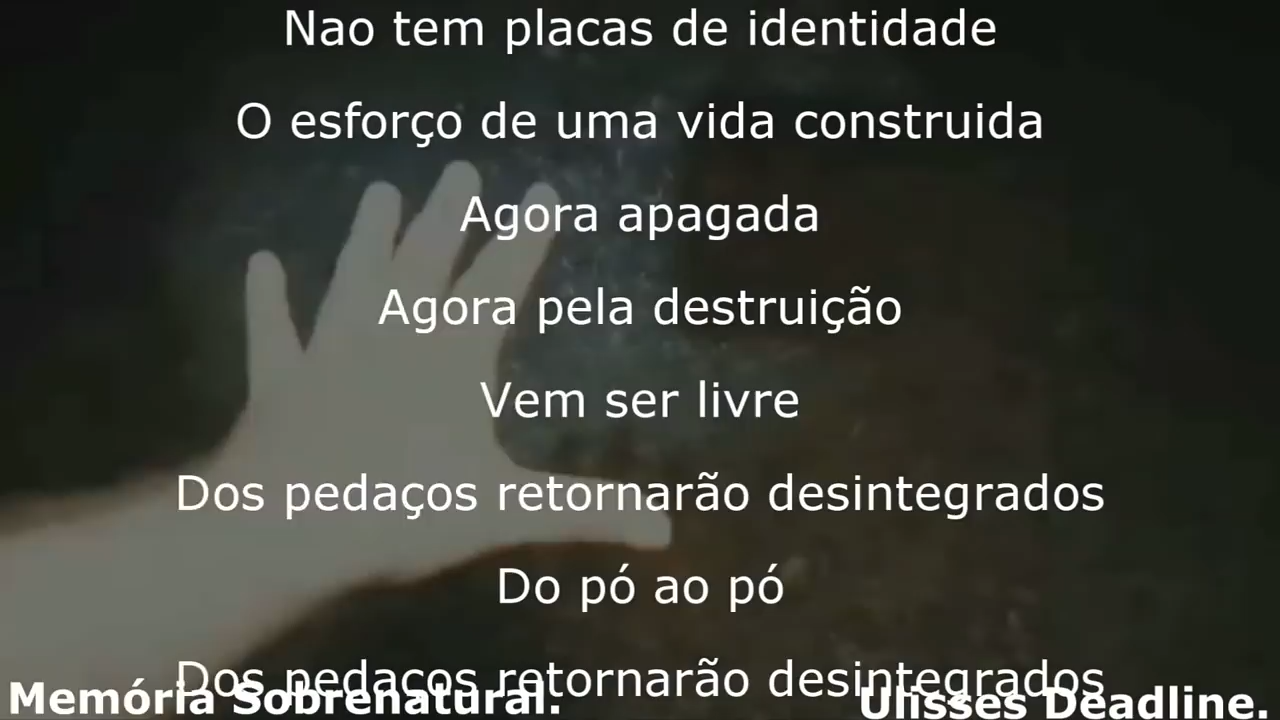 Nao tem placas de identidade
O esforço de uma vida construida
Agora apagada
Agora pela destruição
Vem ser livre
Dos pedaços retornarão desintegrados
Do pó ao pó
Dos pedaços retornarão desintegrados
Memória Sobrenatural.
Ulisses Deadline.